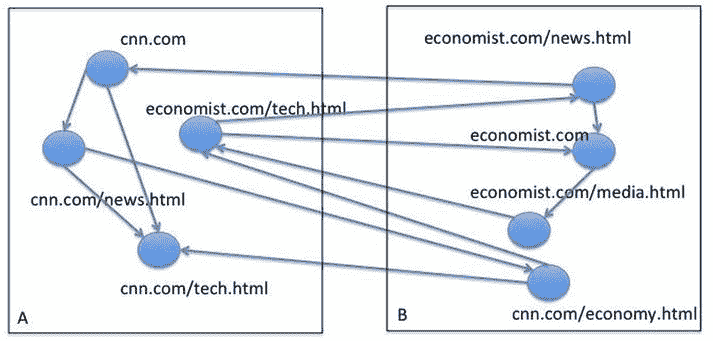 cnn.com
economist.com/tech.html
cnn.com/news.html
cnn.com/tech.html
A
economist.com/news.html
economist.com
economist.com/media.html
cnn.com/economy.html
B